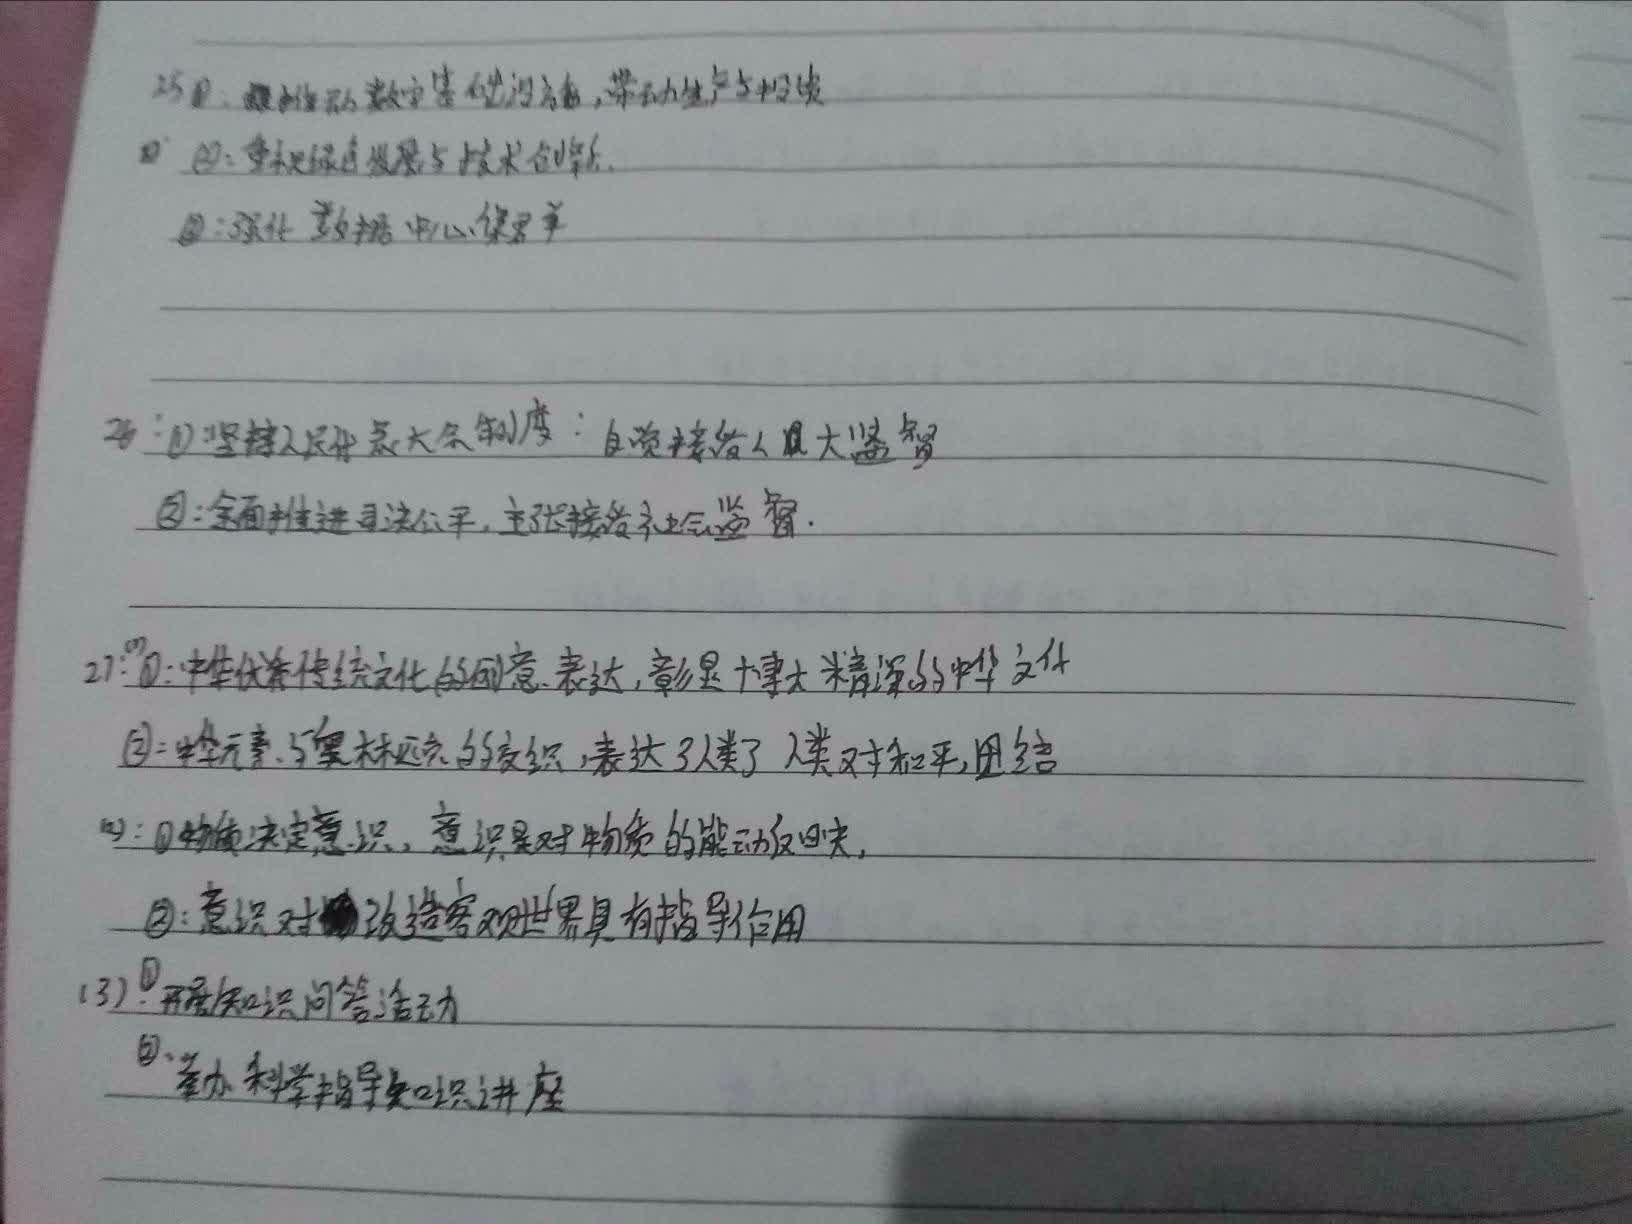 25①: 推动数字基础设施,带动生产与投资
②: 重视绿色发展与技术创新.
③: 强化数据中心保
26: ①坚持人民代表大会制度: 自觉接受人民大监督
②: 全面推进司法公平, 主张接受社会监督.
27: (1)①: 中华优秀传统文化的创意表达, 彰显博大精深的中华文化
②: 中华元素与奥林匹克的交织, 表达了人类了人类对和平, 团结
(2): ①物质决定意识, 意识是对物质的能动反映,
②: 意识对改造客观世界具有指导作用
(3): ①开展知识问答活动
②、举办科学指导知识讲座